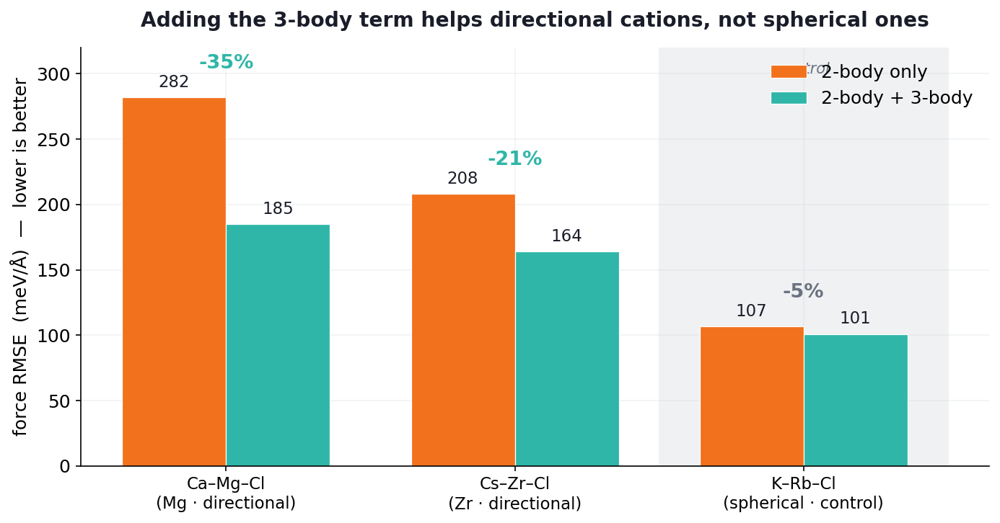 Adding the 3-body term helps directional cations, not spherical ones
force RMSE (meV/Å) — lower is better
300
250
200
150
100
50
0
-35%
282
185
-21%
208
164
-5%
107
101
2-body only
2-body + 3-body
Ca–Mg–Cl
(Mg · directional)
Cs–Zr–Cl
(Zr · directional)
K–Rb–Cl
(spherical · control)